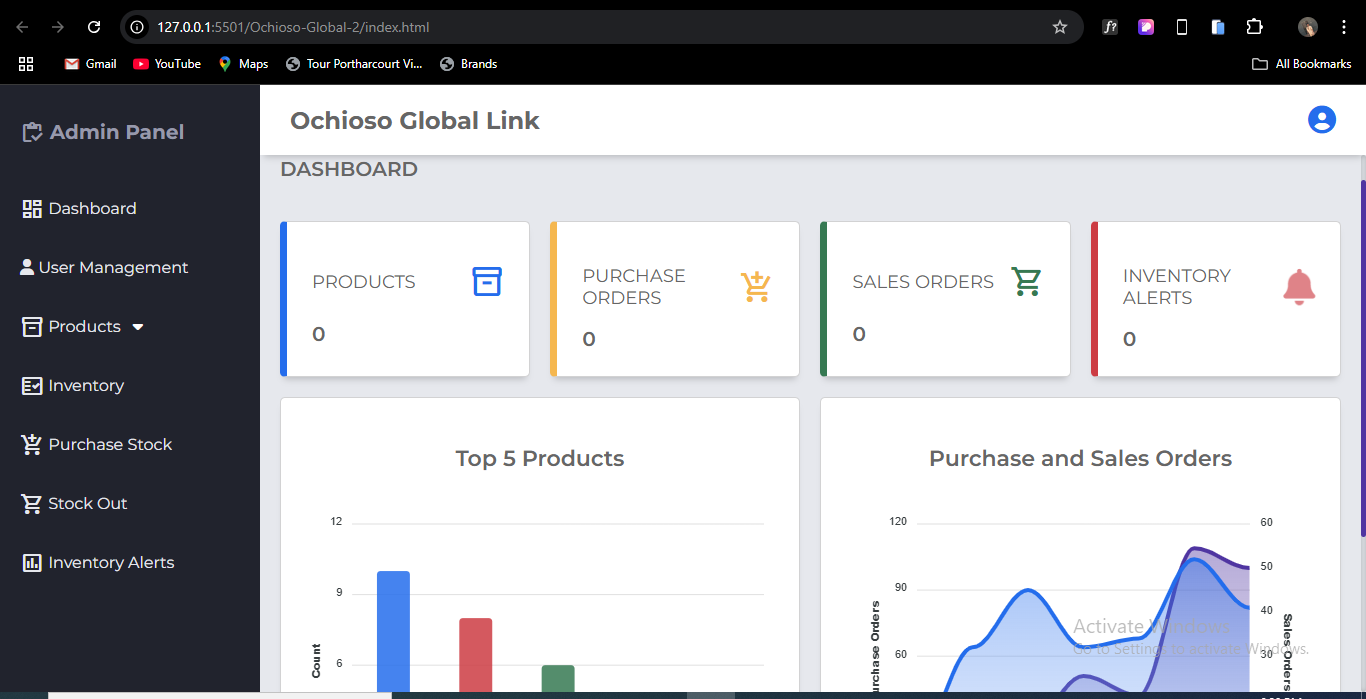 127.0.0.1:5501/Ochioso-Global-2/index.html
f?
Gmail
YouTube
Maps
Tour Portharcourt Vi...
Brands
All Bookmarks
Admin Panel
Dashboard
User Management
Products
Inventory
Purchase Stock
Stock Out
Inventory Alerts
Ochioso Global Link
DASHBOARD
PRODUCTS
0
PURCHASE
ORDERS
0
SALES ORDERS
0
INVENTORY
ALERTS
0
Top 5 Products
12
9
6
Count
Purchase and Sales Orders
120
90
60
Purchase Orders
60
50
40
30
Sales Orders
Activate Windows
Go to Settings to activate Windows.